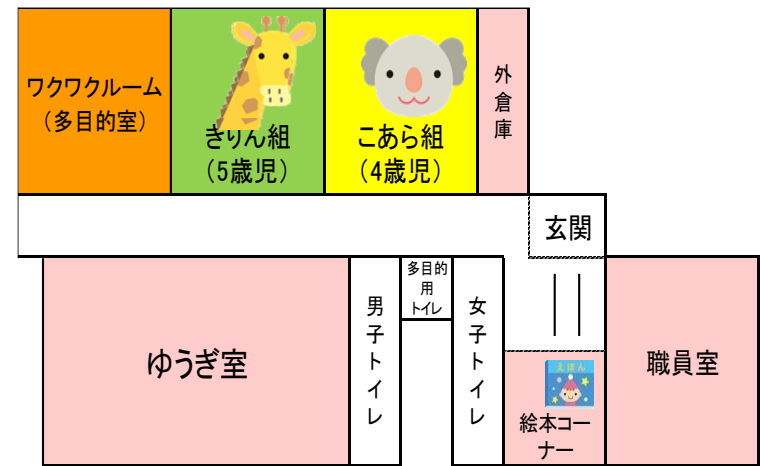 ワクワクルーム
（多目的室）
きりん組
（5歳児）
こあら組
（4歳児）
外
倉
庫
玄関
ゆうぎ室
男
子
ト
イ
レ
多目的
用
トイレ
女
子
ト
イ
レ
えほん
絵本コー
ナー
職員室